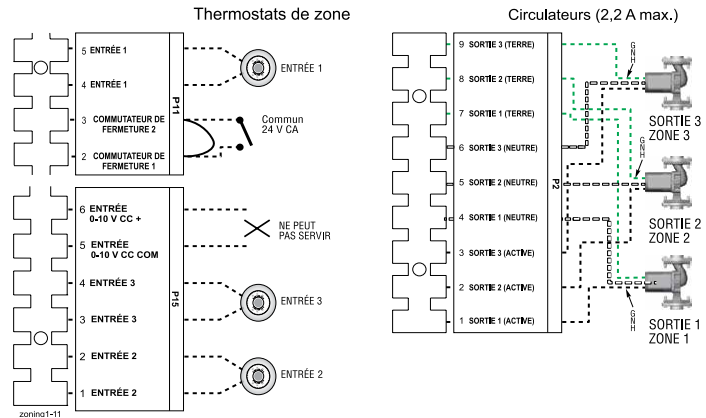 Thermostats de zone
5 ENTRÉE 1
4 ENTRÉE 1
3 COMMUTATEUR DE
FERMETURE 2
2 COMMUTATEUR DE
FERMETURE 1
P11
ENTRÉE 1
Commun
24 V CA
6 ENTRÉE
0-10 V CC +
5 ENTRÉE
0-10 V CC COM
4 ENTRÉE 3
3 ENTRÉE 3
2 ENTRÉE 2
1 ENTRÉE 2
P15
NE PEUT
PAS SERVIR
ENTRÉE 3
ENTRÉE 2
zoning1-11
Circulateurs (2,2 A max.)
9 SORTIE 3 (TERRE)
8 SORTIE 2 (TERRE)
7 SORTIE 1 (TERRE)
6 SORTIE 3 (NEUTRE)
5 SORTIE 2 (NEUTRE)
4 SORTIE 1 (NEUTRE)
3 SORTIE 3 (ACTIVE)
2 SORTIE 2 (ACTIVE)
1 SORTIE 1 (ACTIVE)
P2
GNH
SORTIE 3
ZONE 3
GNH
SORTIE 2
ZONE 2
GNH
SORTIE 1
ZONE 1